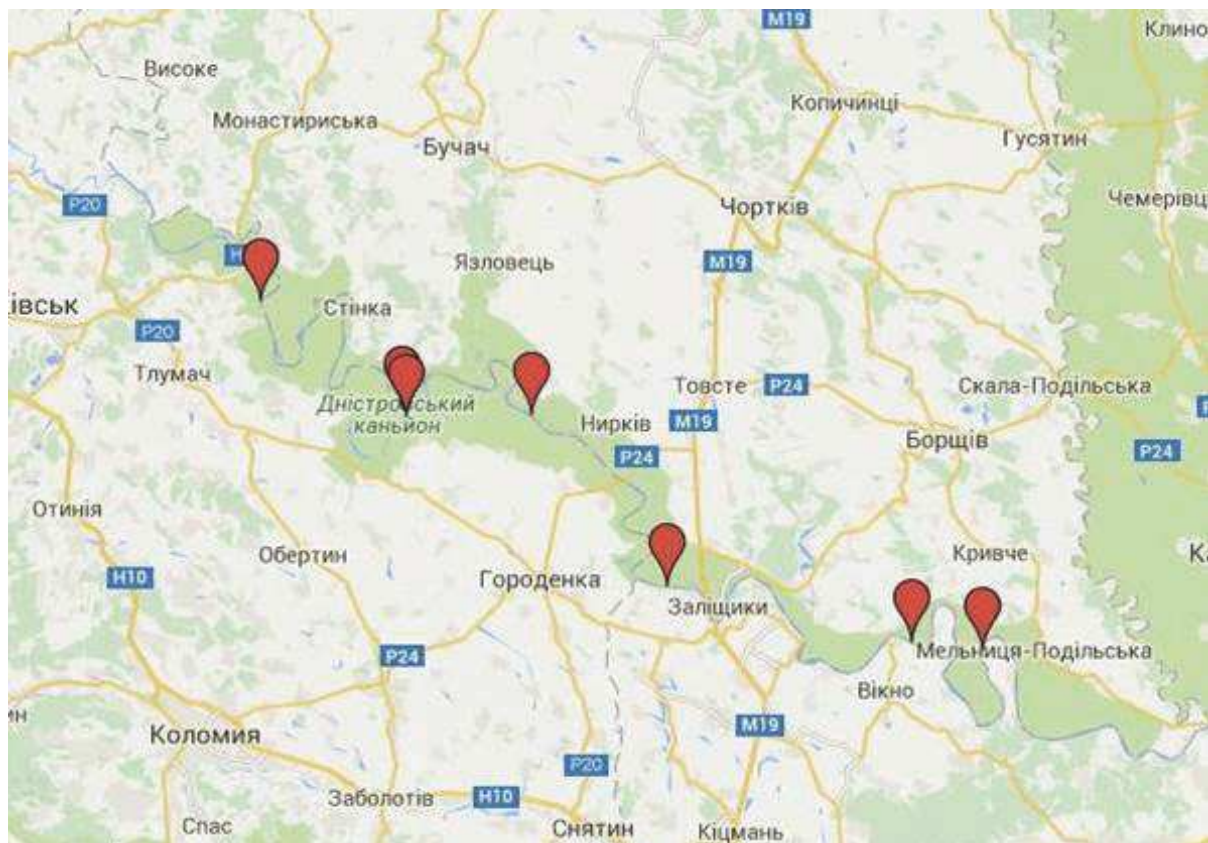 M19
Клино
Високе
Копичинці
Монастириська
Гусятин
Бучач
Чемерівц
P20
Чортків
H
Язловець
M19
Стінка
івськ
P20
Тлумач
Товсте
P24
Скала-Подільська
Дністровський
каньйон
Нирків
M19
Борщів
P24
P24
Отинія
Обертин
Кривче
Ка
H10
Городенка
Заліщики
P24
Мельниця-Подільська
Вікно
ин
Коломия
M19
P20
Заболотів
H10
Спас
Снятин
Кіцмань